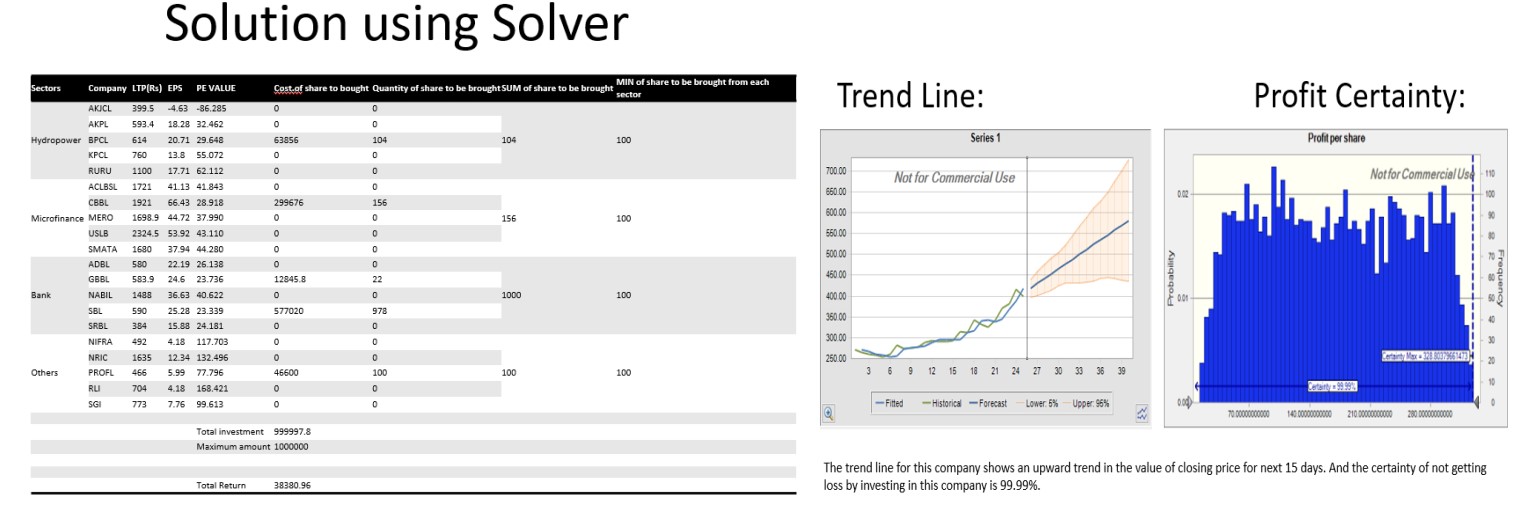 Solution using Solver
Sectors Company LTP(Rs) EPS PE VALUE Cost.of share to bought Quantity of share to be brought SUM of share to be brought MIN of share to be brought from each sector
AKJCL 399.5 -4.63 -86.285 0 0
AKPL 593.4 18.28 32.462 0 0
Hydropower BPCL 614 20.71 29.648 63856 104 104 100
KPCL 760 13.8 55.072 0 0
RURU 1100 17.71 62.112 0 0
ACLBSL 1721 41.13 41.843 0 0
CBBL 1921 66.43 28.918 299676 156
Microfinance MERO 1698.9 44.72 37.990 0 0 156 100
USLB 2324.5 53.92 43.110 0 0
SMATA 1680 37.94 44.280 0 0
ADBL 580 22.19 26.138 0 0
GBBL 583.9 24.6 23.736 12845.8 22
Bank NABIL 1488 36.63 40.622 0 0 1000 100
SBL 590 25.28 23.339 577020 978
SRBL 384 15.88 24.181 0 0
NIFRA 492 4.18 117.703 0 0
NRIC 1635 12.34 132.496 0 0
Others PROFL 466 5.99 77.796 46600 100 100 100
RLI 704 4.18 168.421 0 0
SGI 773 7.76 99.613 0 0
Total investment 999997.8
Maximum amount 1000000
Total Return 38380.96
Trend Line:
Series 1
Not for Commercial Use
700.00
650.00
600.00
550.00
500.00
450.00
400.00
350.00
300.00
250.00
3 6 9 12 15 18 21 24 27 30 33 36 39
Fitted Historical Forecast Lower: 5% Upper: 95%
Profit Certainty:
Profit per share
Not for Commercial Use
Probability
0.02
0.01
0.00
Frequency
110
100
90
80
70
60
50
40
30
20
10
0
Certainty Max = 328.80379661473
Certainty = 99.99%
70.00000000000 140.00000000000 210.00000000000 280.00000000000
The trend line for this company shows an upward trend in the value of closing price for next 15 days. And the certainty of not getting
loss by investing in this company is 99.99%.